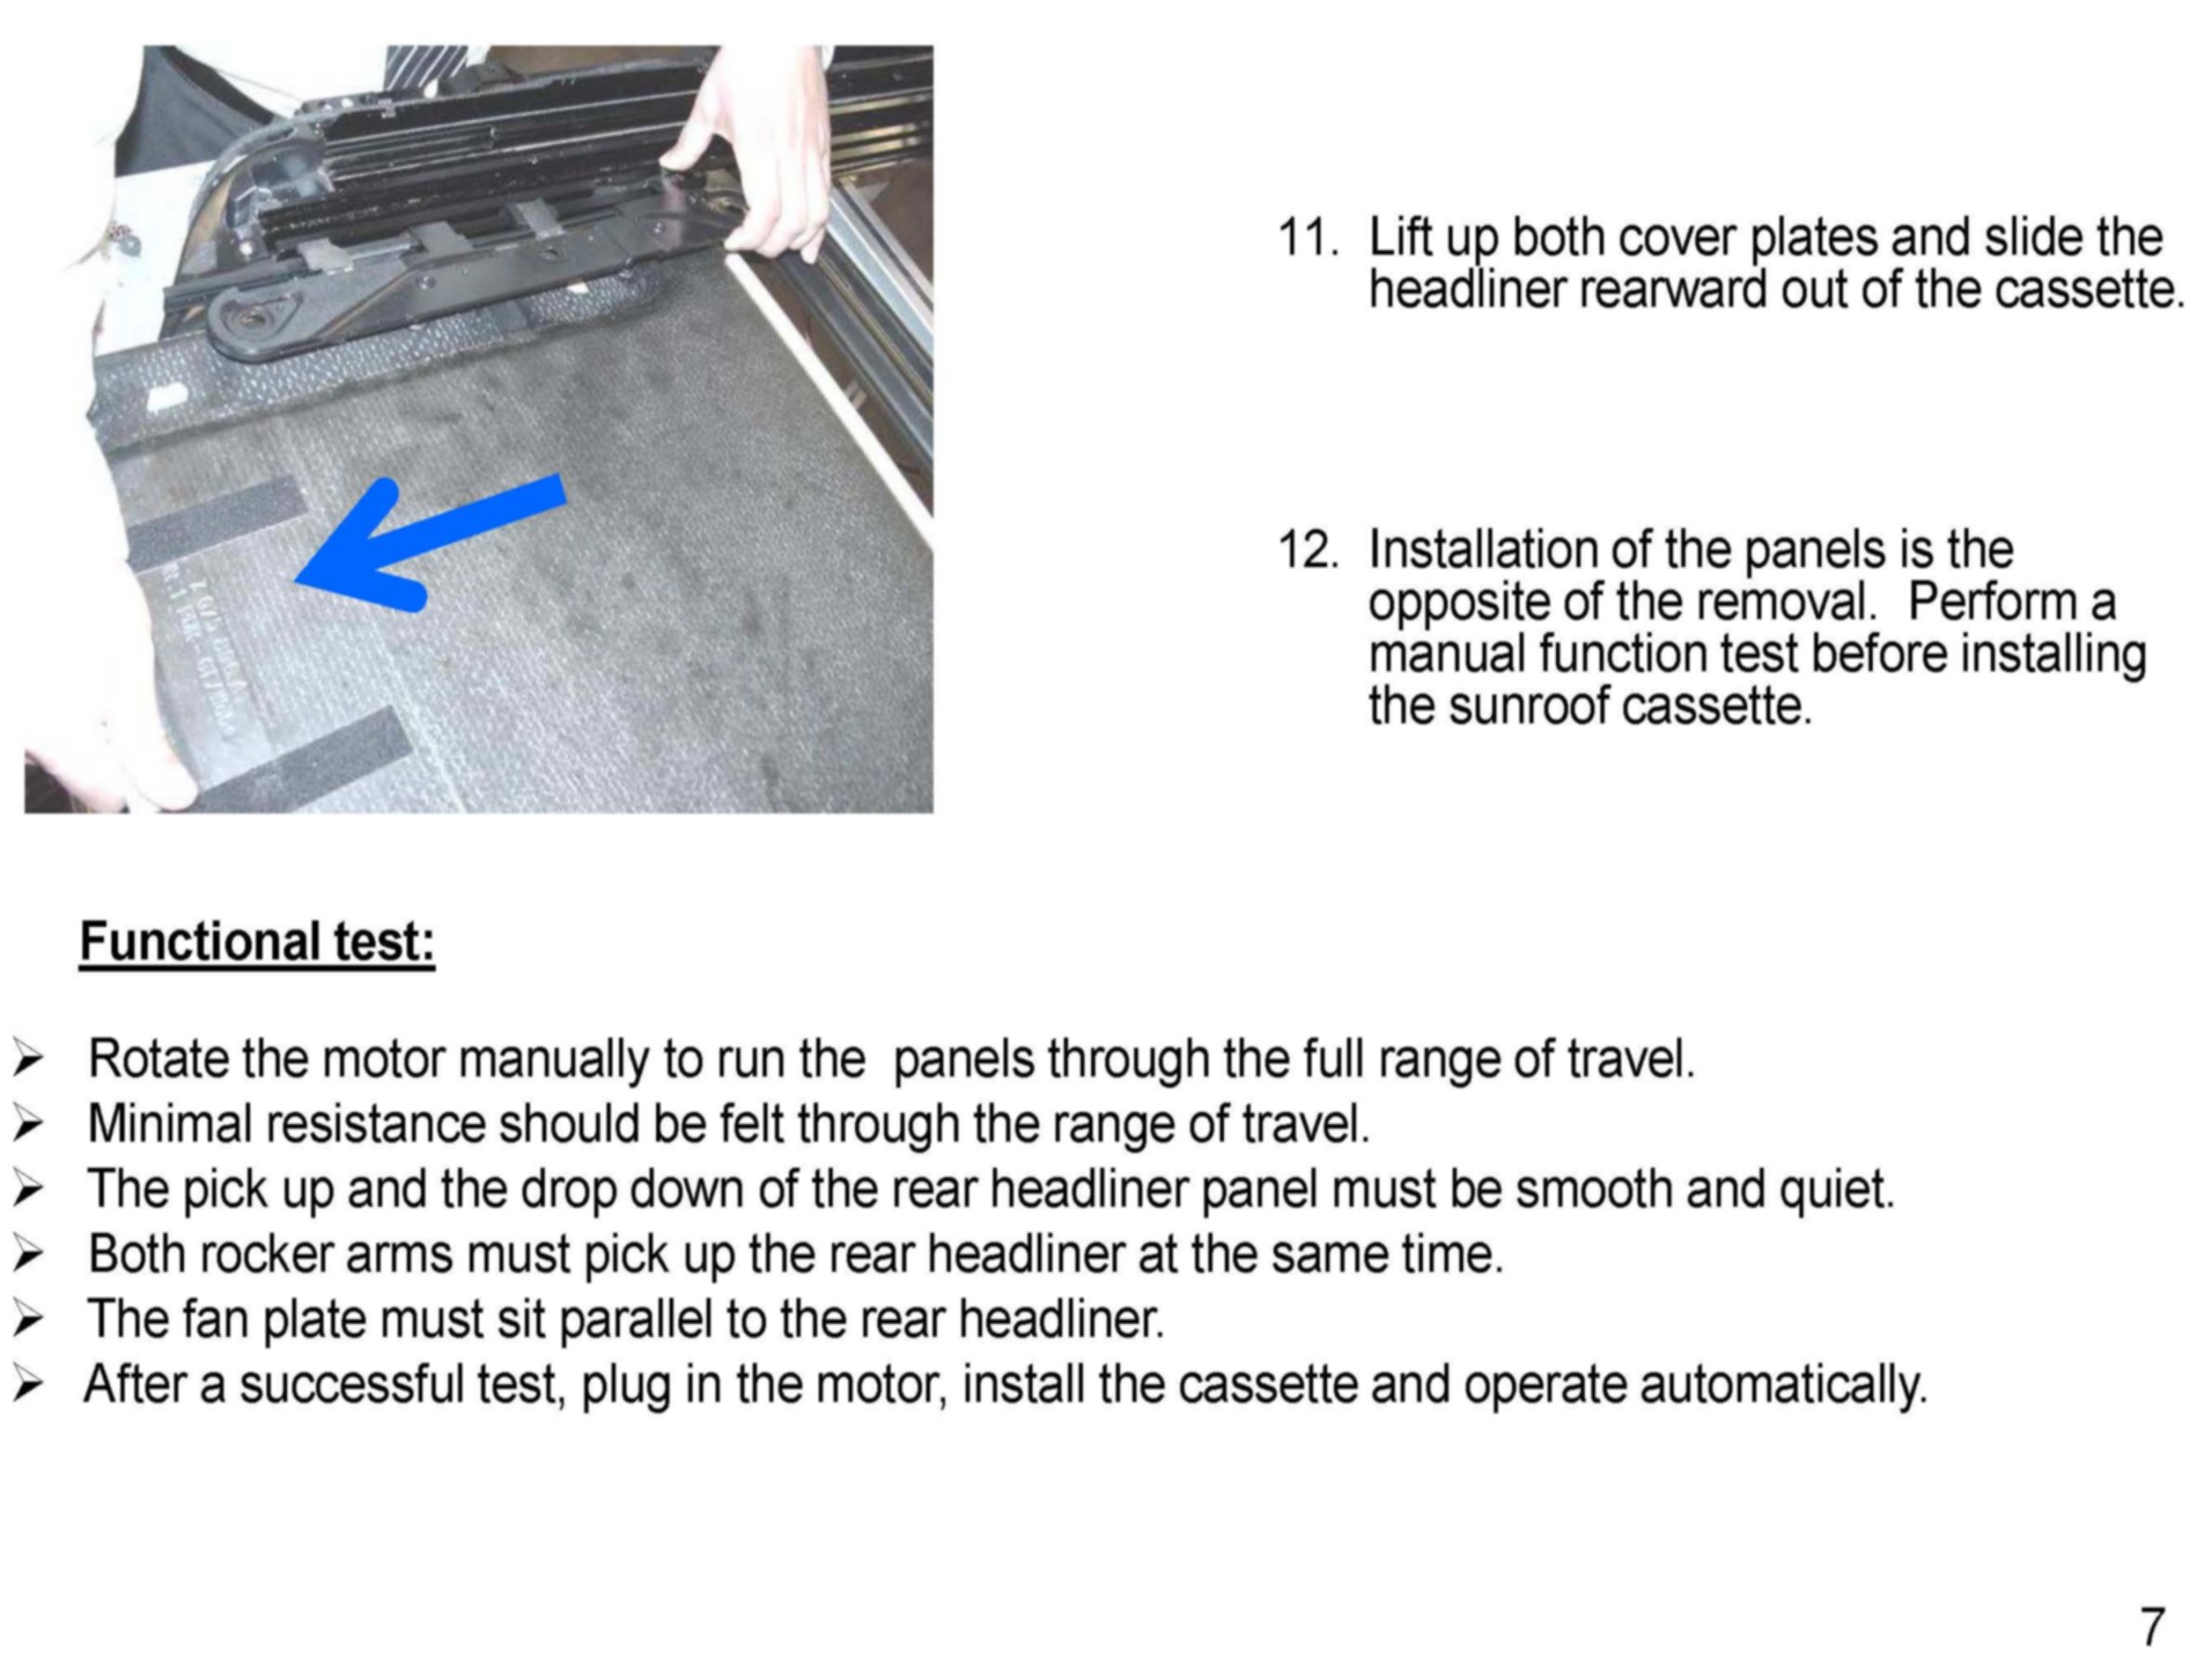 11. Lift up both cover plates and slide the
headliner rearward out of the cassette.
12. Installation of the panels is the
opposite of the removal.  Perform a
manual function test before installing
the sunroof cassette.
Functional test:
➢ Rotate the motor manually to run the  panels through the full range of travel.
➢ Minimal resistance should be felt through the range of travel.
➢ The pick up and the drop down of the rear headliner panel must be smooth and quiet.
➢ Both rocker arms must pick up the rear headliner at the same time.
➢ The fan plate must sit parallel to the rear headliner.
➢ After a successful test, plug in the motor, install the cassette and operate automatically.
7